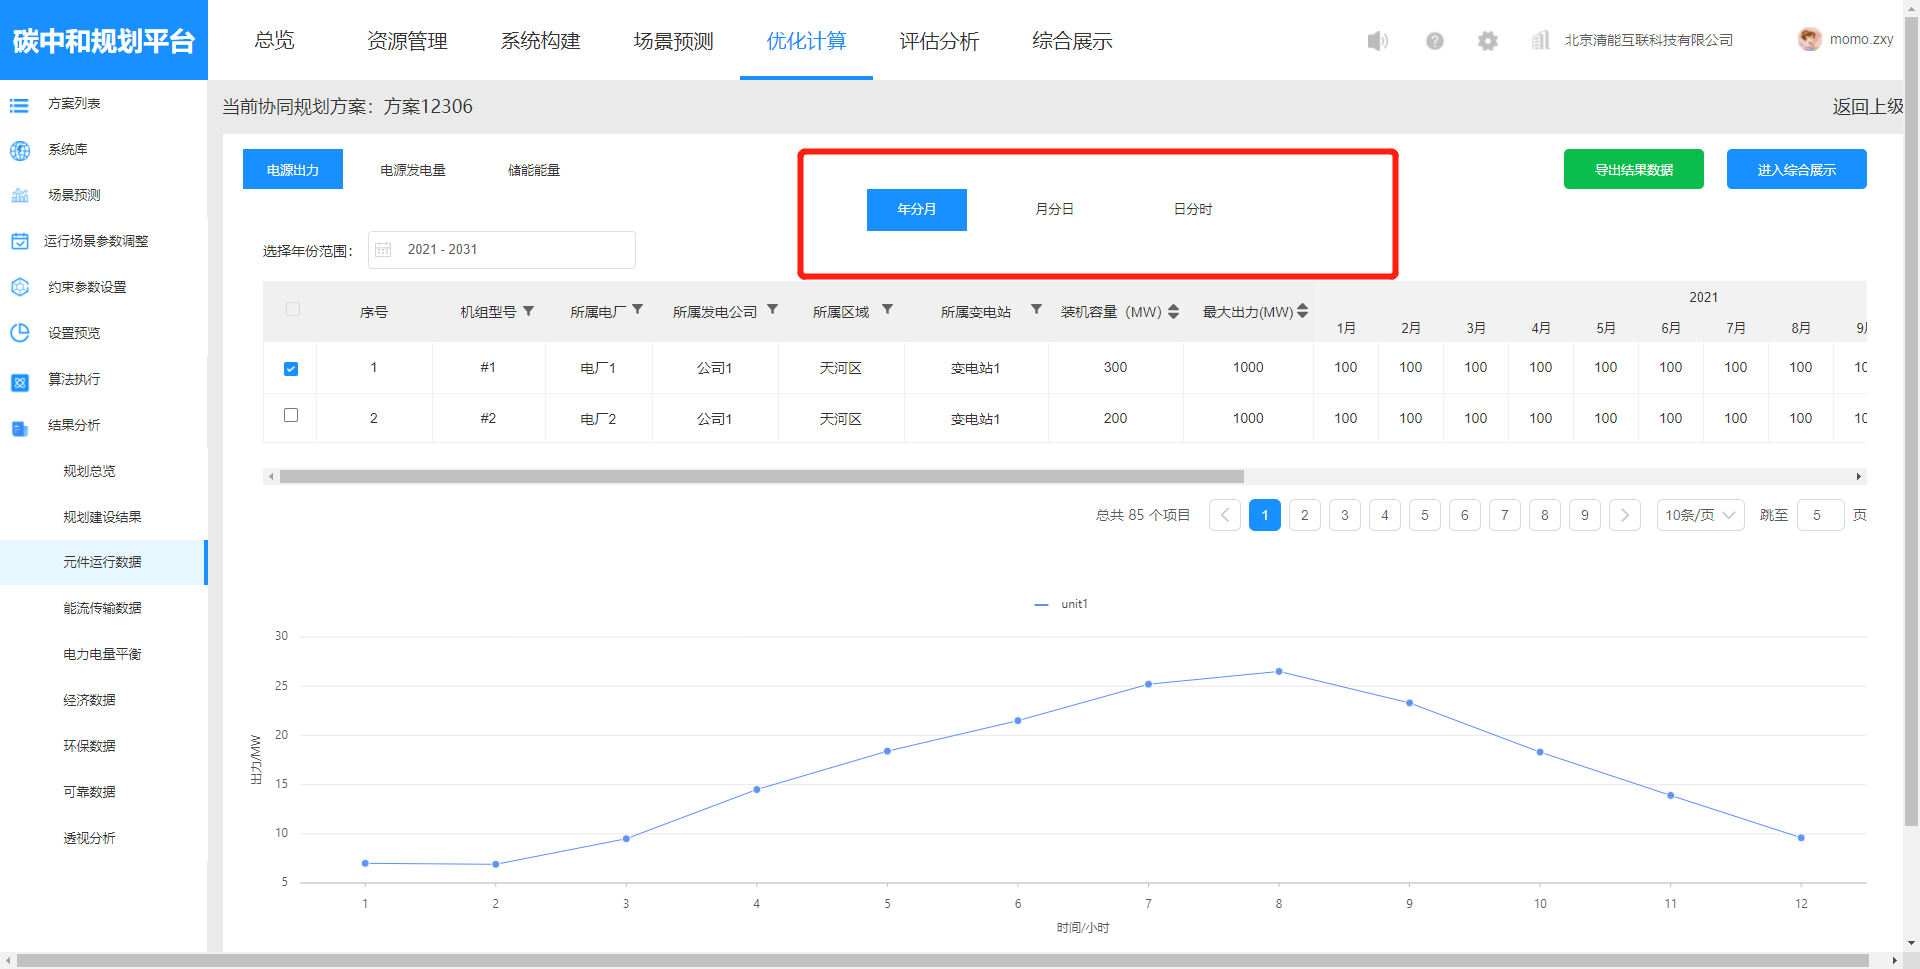 碳中和规划平台
总览
资源管理
系统构建
场景预测
优化计算
评估分析
综合展示
北京清能互联科技有限公司
momo.zxy
方案列表
系统库
场景预测
运行场景参数调整
约束参数设置
设置预览
算法执行
结果分析
规划总览
规划建设结果
元件运行数据
能流传输数据
电力电量平衡
经济数据
环保数据
可靠数据
透视分析
当前协同规划方案：方案12306
返回上级
电源出力
电源发电量
储能能量
年分月
月分日
日分时
导出结果数据
进入综合展示
选择年份范围：
2021 - 2031
序号 机组型号 所属电厂 所属发电公司 所属区域 所属变电站 装机容量（MW） 最大出力(MW) 2021
1月 2月 3月 4月 5月 6月 7月 8月 9月
1 #1 电厂1 公司1 天河区 变电站1 300 1000 100 100 100 100 100 100 100 100 10
2 #2 电厂2 公司1 天河区 变电站1 200 1000 100 100 100 100 100 100 100 100 10
总共 85 个项目 1 2 3 4 5 6 7 8 9 10条/页 跳至 5 页
unit1
30
25
20
15
10
5
出力/MW
1 2 3 4 5 6 7 8 9 10 11 12
时间/小时